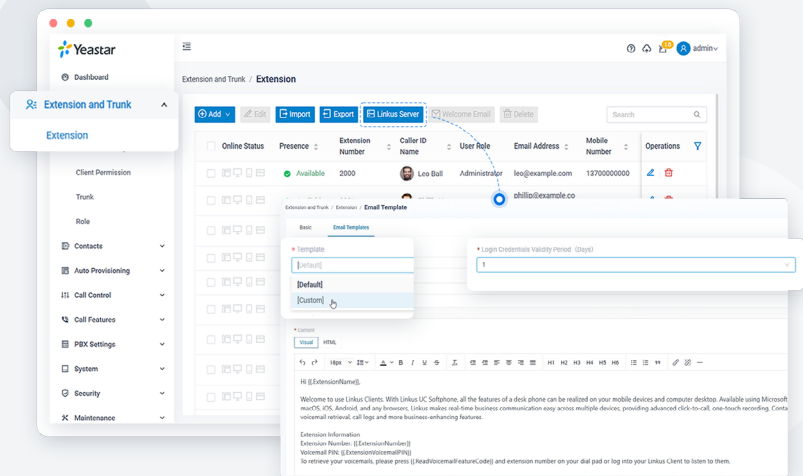 Yeastar
15
admin
Dashboard
Extension and Trunk / Extension
Extension and Trunk
Extension
Add
Edit
Import
Export
Linkus Server
Welcome Email
Delete
Search
Online Status
Presence
Extension Number
Caller ID Name
User Role
Email Address
Mobile Number
Operations
Available
2000
Leo Ball
Administrator
leo@example.com
13700000000
phillip@example.co
Client Permission
Trunk
Role
Contacts
Auto Provisioning
Call Control
Call Features
PBX Settings
System
Security
Maintenance
Extension and Trunk / Extension / Email Template
Basic
Email Templates
* Template
[Default]
[Default]
[Custom]
* Login Credentials Validity Period (Days)
1
* Content
Visual
HTML
16px
A
B
I
U
S
H1 H2 H3 H4 H5 H6
Hi {{.ExtensionName}},
Welcome to use Linkus Clients. With Linkus UC Softphone, all the features of a desk phone can be realized on your mobile devices and computer desktop. Available using Microsoft
macOS, iOS, Android, and any browsers, Linkus makes real-time business communication easy across multiple devices, providing advanced click-to-call, one-touch recording, Conta
voicemail retrieval, call logs and more business-enhancing features.
Extension Information
Extension Number: {{.ExtensionNumber}}
Voicemail PIN: {{.ExtensionVoicemailPIN}}
To retrieve your voicemails, please press {{.ReadVoicemailFeatureCode}} and extension number on your dial pad or log into your Linkus Client to listen to them.